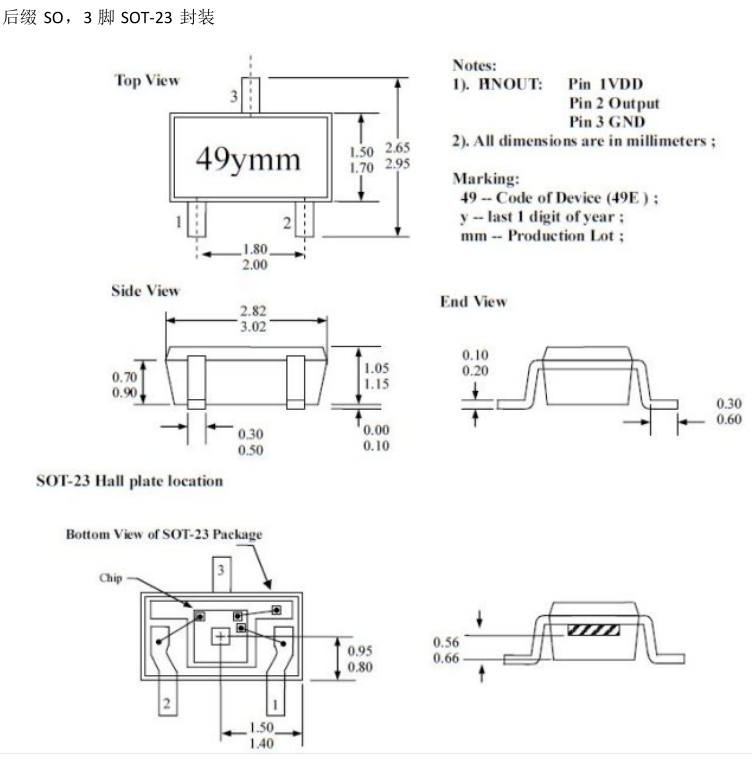 后缀 SO，3 脚 SOT-23 封装
Top View
3
49ymm
1
2
1.50
1.70
2.65
2.95
1.80
2.00
Notes:
1). PINOUT: Pin 1VDD
Pin 2 Output
Pin 3 GND
2). All dimensions are in millimeters ;
Marking:
49 -- Code of Device (49E ) ;
y -- last 1 digit of year ;
mm -- Production Lot ;
Side View
2.82
3.02
0.70
0.90
1.05
1.15
0.30
0.50
0.00
0.10
End View
0.10
0.20
0.30
0.60
SOT-23 Hall plate location
Bottom View of SOT-23 Package
Chip
3
2
1
0.95
0.80
1.50
1.40
0.56
0.66